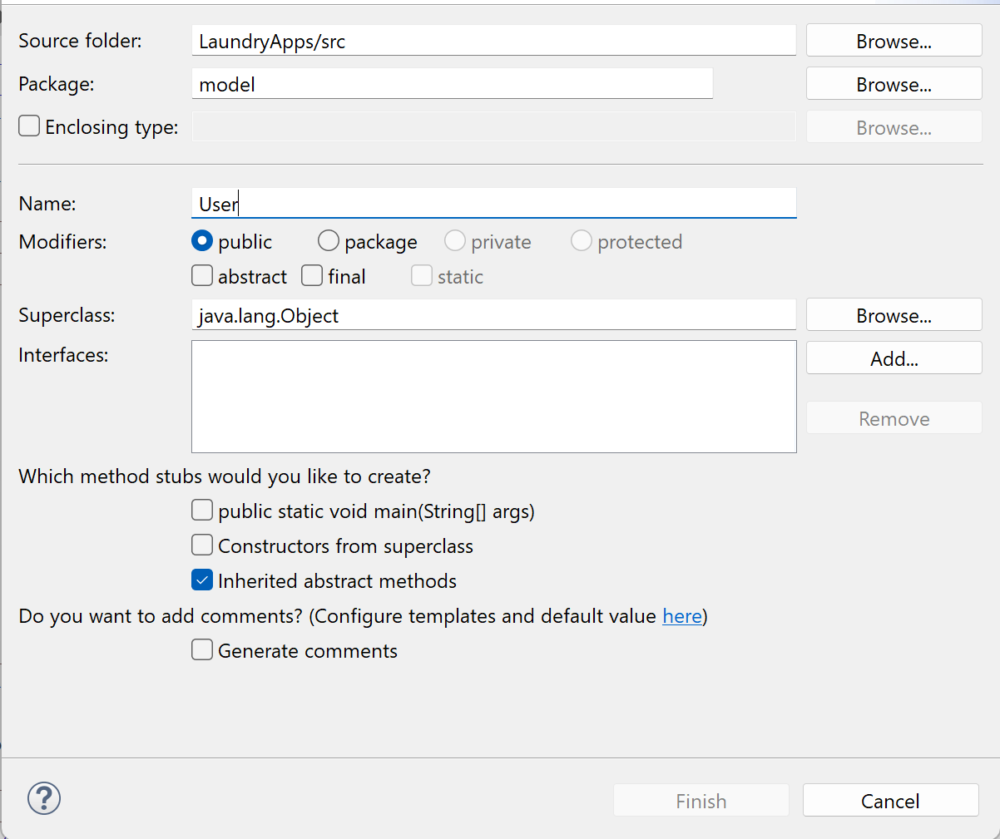 Source folder: LaundryApps/src Browse...
Package: model Browse...
Enclosing type: Browse...
Name: User
Modifiers: public package private protected
abstract final static
Superclass: java.lang.Object Browse...
Interfaces: Add...
Remove
Which method stubs would you like to create?
public static void main(String[] args)
Constructors from superclass
Inherited abstract methods
Do you want to add comments? (Configure templates and default value here)
Generate comments
? Finish Cancel